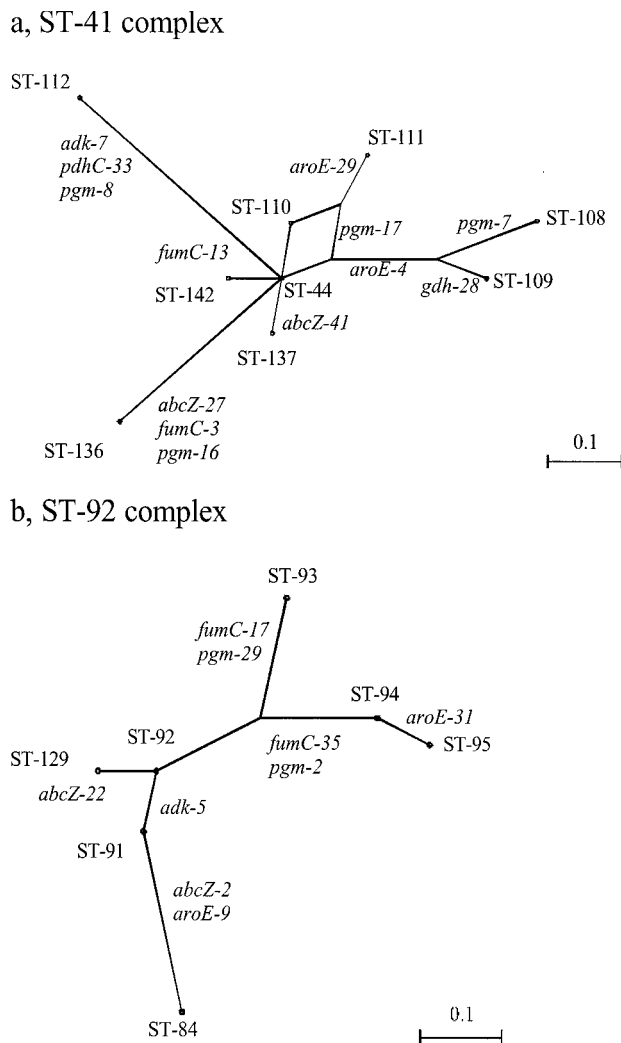 a, ST-41 complex
ST-112
adk-7
pdhC-33
pgm-8
ST-111
aroE-29
ST-110
pgm-17
pgm-7
ST-108
fumC-13
ST-142
ST-44
aroE-4
gdh-28
ST-109
abcZ-41
ST-137
abcZ-27
fumC-3
pgm-16
ST-136
0.1
b, ST-92 complex
ST-93
fumC-17
pgm-29
ST-94
aroE-31
ST-95
ST-92
fumC-35
pgm-2
ST-129
abcZ-22
adk-5
ST-91
abcZ-2
aroE-9
ST-84
0.1